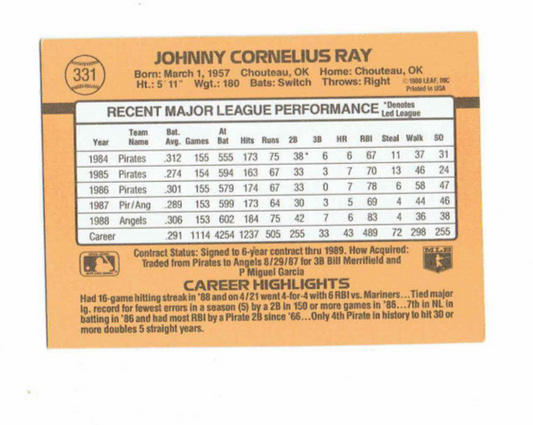 331
JOHNNY CORNELIUS RAY
Born: March 1, 1957 Chouteau, OK Home: Chouteau, OK
Ht.: 5' 11" Wgt.: 180 Bats: Switch Throws: Right ©1988 LEAF, INC
Printed in USA
RECENT MAJOR LEAGUE PERFORMANCE *Denotes Led League
Year Team Name Bat. Avg. Games At Bat Hits Runs 2B 3B HR RBI Steal Walk SO
1984 Pirates .312 155 555 173 75 38* 6 6 67 11 37 31
1985 Pirates .274 154 594 163 67 33 3 7 70 13 46 24
1986 Pirates .301 155 579 174 67 33 0 7 78 6 58 47
1987 Pir/Ang .289 153 599 173 64 30 3 5 69 4 44 46
1988 Angels .306 153 602 184 75 42 7 6 83 4 36 38
Career .291 1114 4254 1237 505 255 33 43 489 72 298 255
Contract Status: Signed to 6-year contract thru 1989. How Acquired:
Traded from Pirates to Angels 8/29/87 for 3B Bill Merrifield and
P Miguel Garcia
CAREER HIGHLIGHTS
Had 16-game hitting streak in '88 and on 4/21 went 4-for-4 with 6 RBI vs. Mariners...Tied major
lg. record for fewest errors in a season (5) by a 2B in 150 or more games in '86...7th in NL in
batting in '86 and had most RBI by a Pirate 2B since '66...Only 4th Pirate in history to hit 30 or
more doubles 5 straight years.